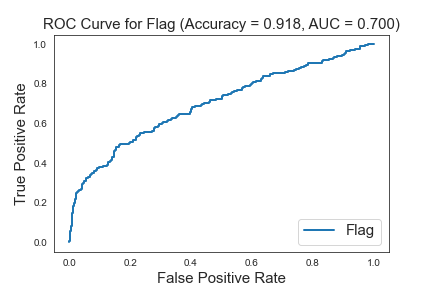 ROC Curve for Flag (Accuracy = 0.918, AUC = 0.700)
1.0
0.8
0.6
0.4
0.2
0.0
True Positive Rate
Flag
0.0 0.2 0.4 0.6 0.8 1.0
False Positive Rate